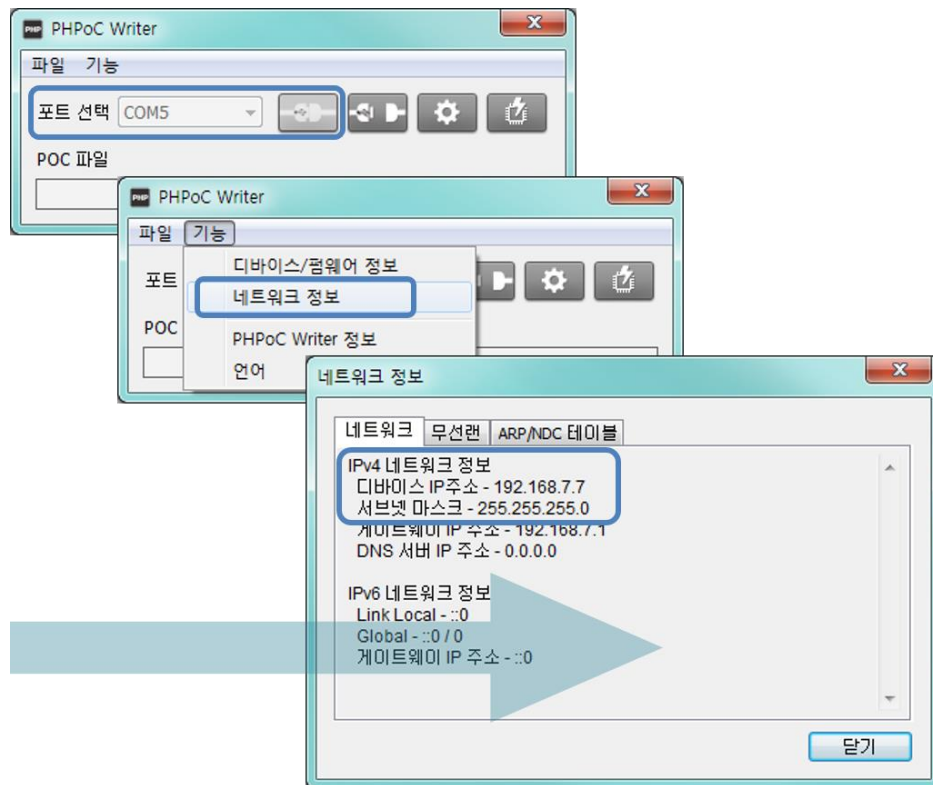 PHP PHPoC Writer
파일 기능
포트 선택 COM5
POC 파일
PHP PHPoC Writer
파일 기능
디바이스/펌웨어 정보
포트
네트워크 정보
POC
PHPoC Writer 정보
언어
네트워크 정보
네트워크 무선랜 ARP/NDC 테이블
IPv4 네트워크 정보
디바이스 IP주소 - 192.168.7.7
서브넷 마스크 - 255.255.255.0
게이트웨이 IP 주소 - 192.168.7.1
DNS 서버 IP 주소 - 0.0.0.0
IPv6 네트워크 정보
Link Local - ::0
Global - ::0 / 0
게이트웨이 IP 주소 - ::0
닫기